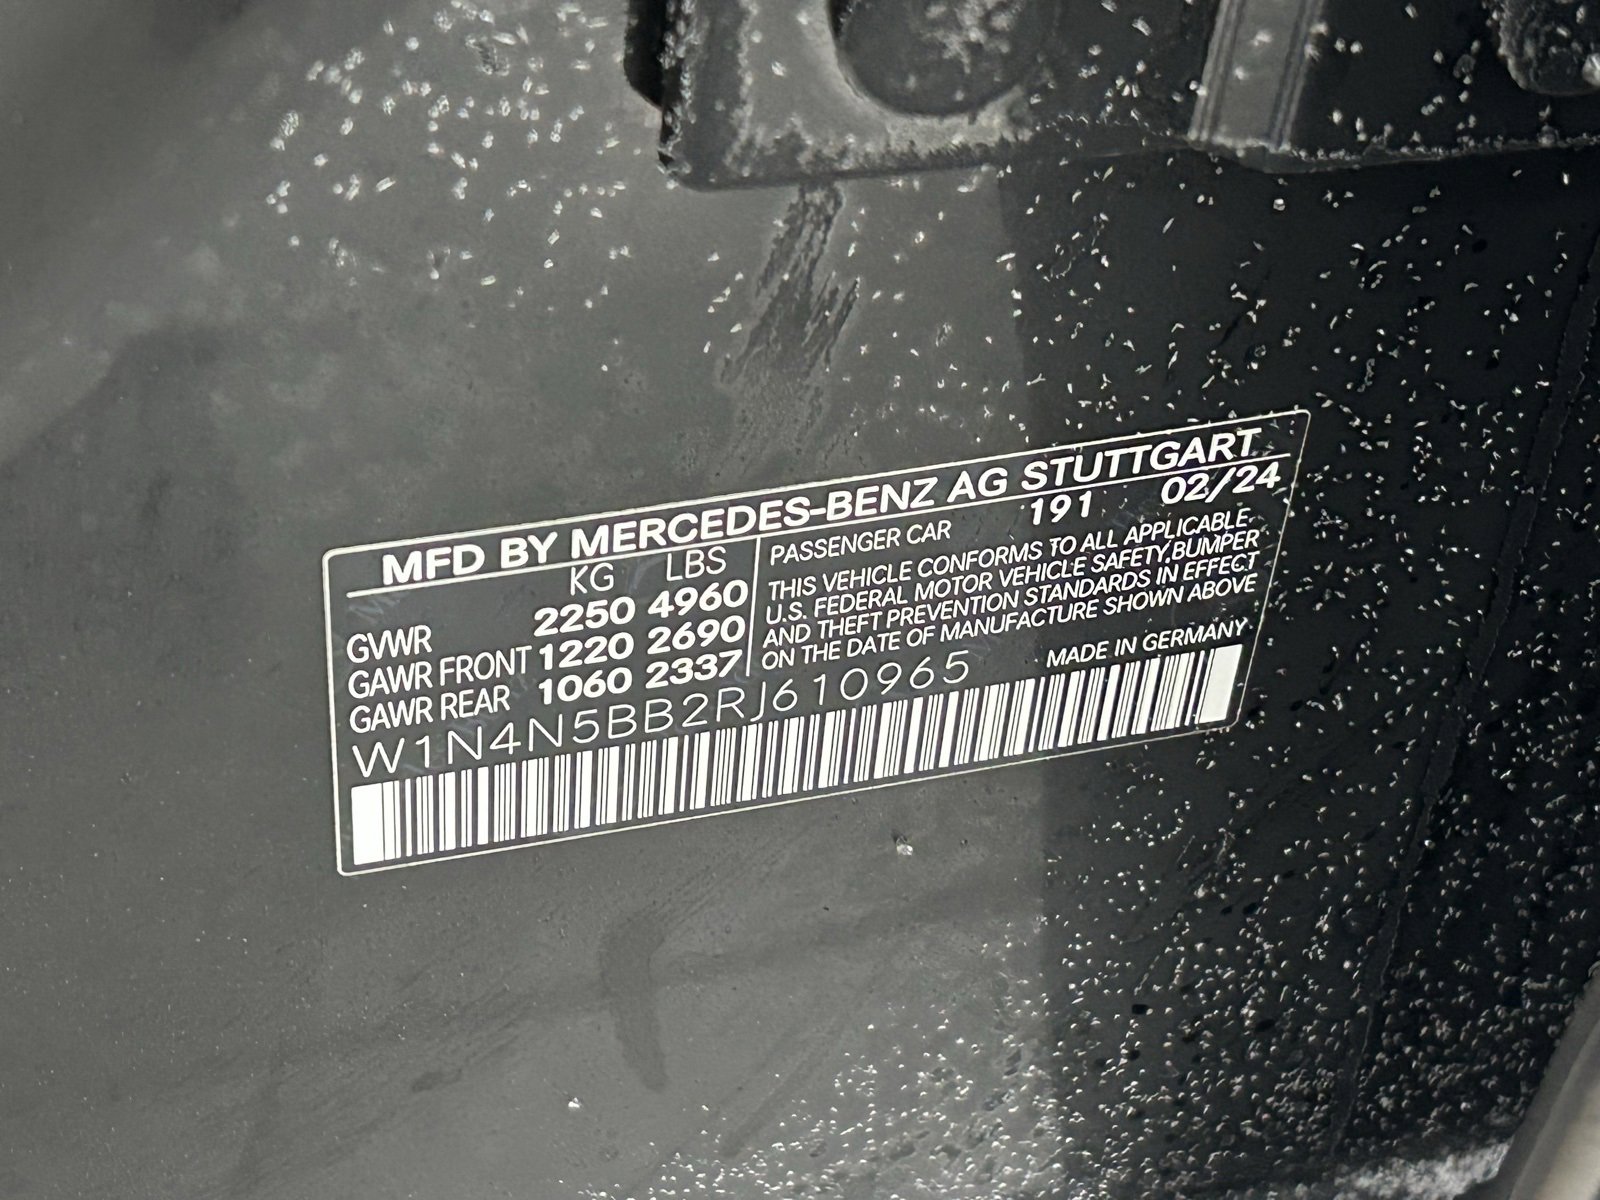 MFD BY MERCEDES-BENZ AG STUTTGART
KG LBS
GVWR 2250 4960
GAWR FRONT 1220 2690
GAWR REAR 1060 2337
PASSENGER CAR 191 02/24
THIS VEHICLE CONFORMS TO ALL APPLICABLE
U.S. FEDERAL MOTOR VEHICLE SAFETY,BUMPER
AND THEFT PREVENTION STANDARDS IN EFFECT
ON THE DATE OF MANUFACTURE SHOWN ABOVE
MADE IN GERMANY
W1N4N5BB2RJ610965